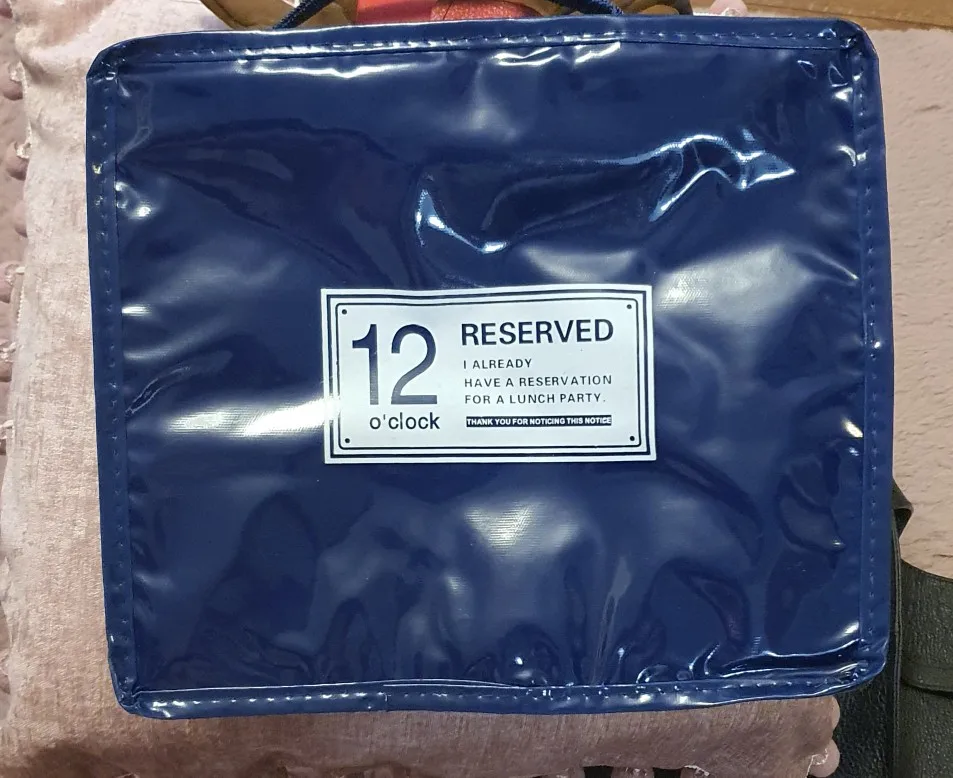 12
o'clock
RESERVED
I ALREADY
HAVE A RESERVATION
FOR A LUNCH PARTY.
THANK YOU FOR NOTICING THIS NOTICE